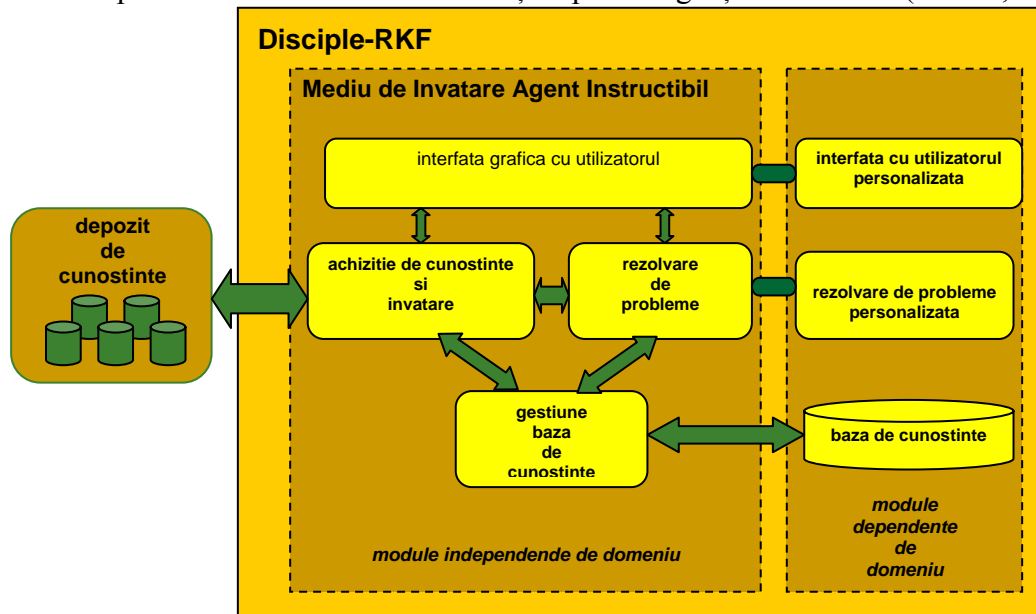 Disciple-RKF
Mediu de Invatare Agent Instructibil
interfata grafica cu utilizatorul
interfata cu utilizatorul
personalizata
depozit
de
cunostinte
achizitie de cunostinte
si
invatare
rezolvare
de
probleme
rezolvare de probleme
personalizata
gestiune
baza
de
cunostinte
baza de cunostinte
module independende de domeniu
module
dependente
de
domeniu